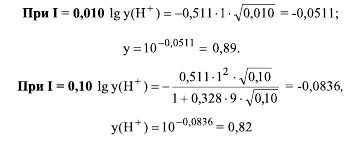 При I = 0,010 lg y(H⁺) = –0,511 · 1 · √0,010 = -0,0511;
y = 10^–0,0511 = 0,89.
При I = 0,10 lg y(H⁺) = – 0,511 · 1² · √0,10 / 1 + 0,328 · 9 · √0,10 = -0,0836,
y(H⁺) = 10^–0,0836 = 0,82